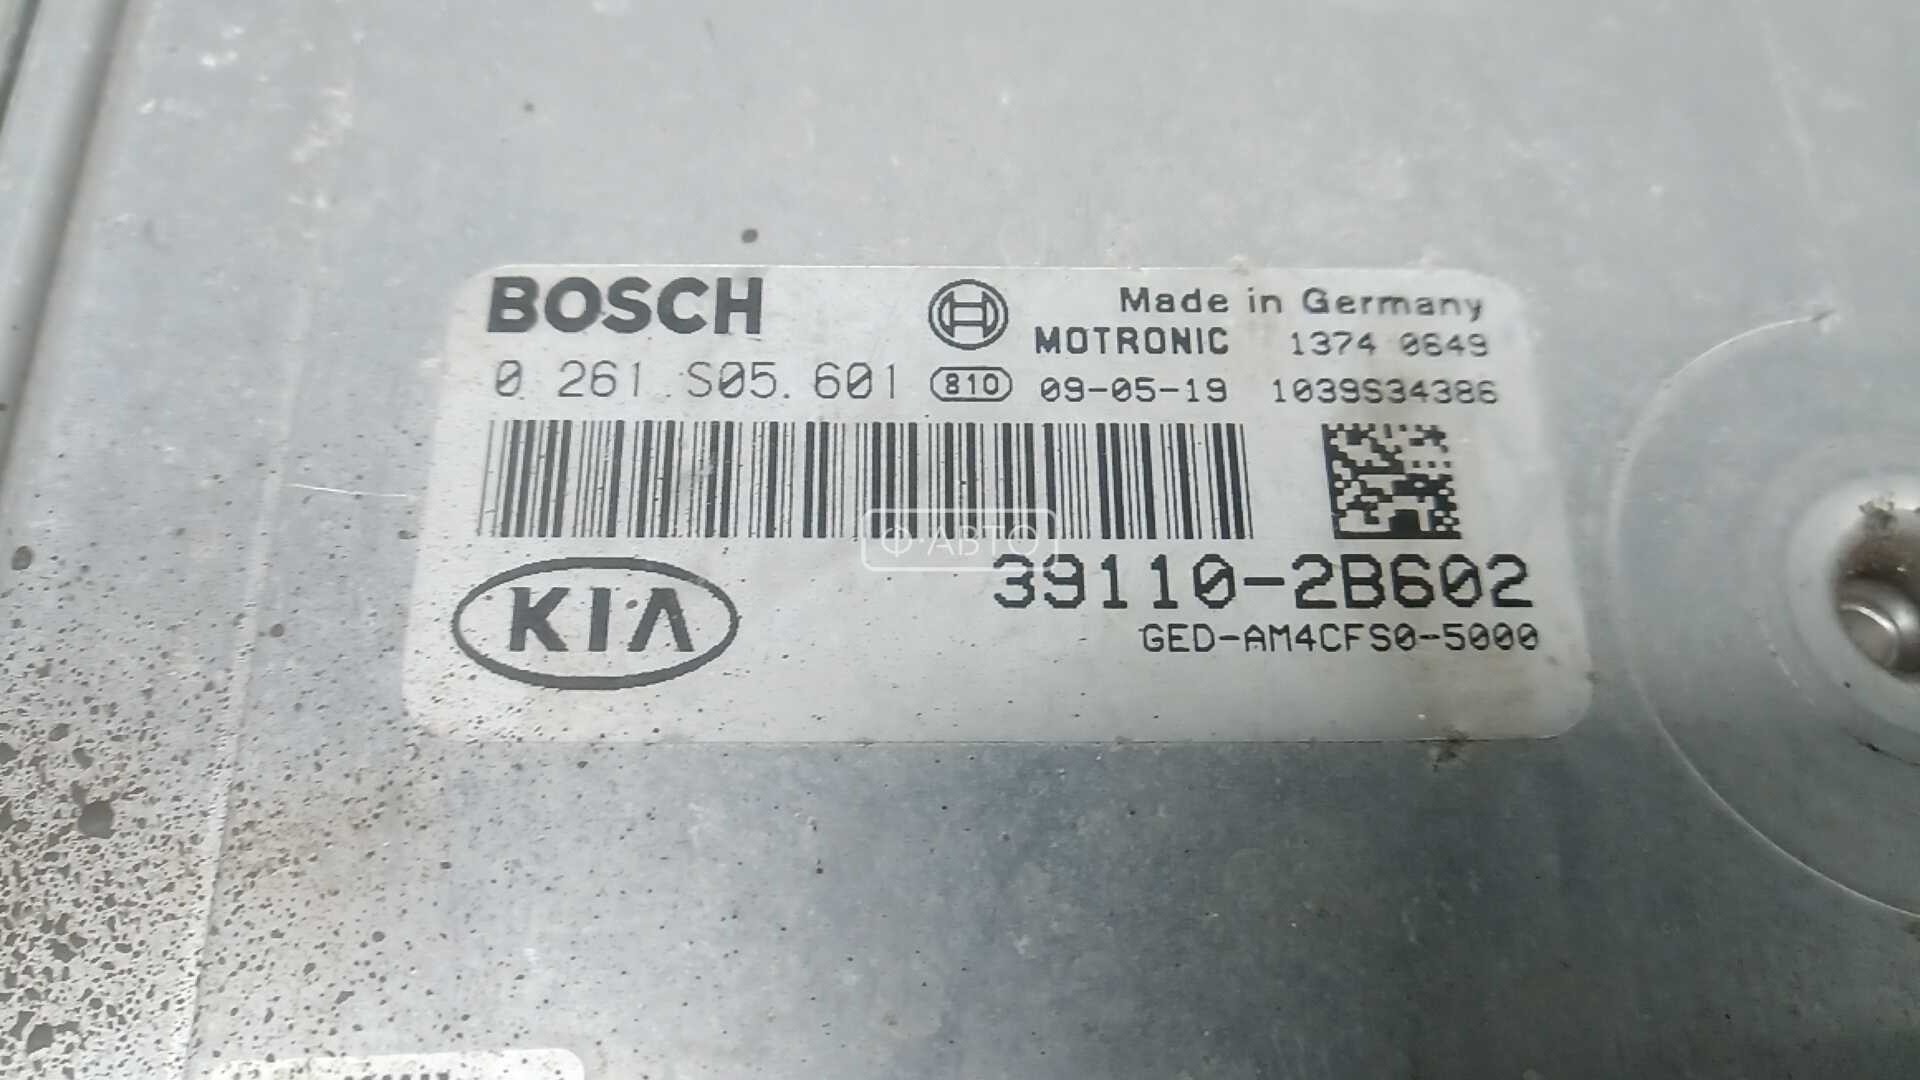 BOSCH
Made in Germany
MOTRONIC 1374 0649
0 261 S05.601 810 09-05-19 1039S34386
Ф·АВТО
39110-2B602
KIA
GED-AM4CFS0-5000